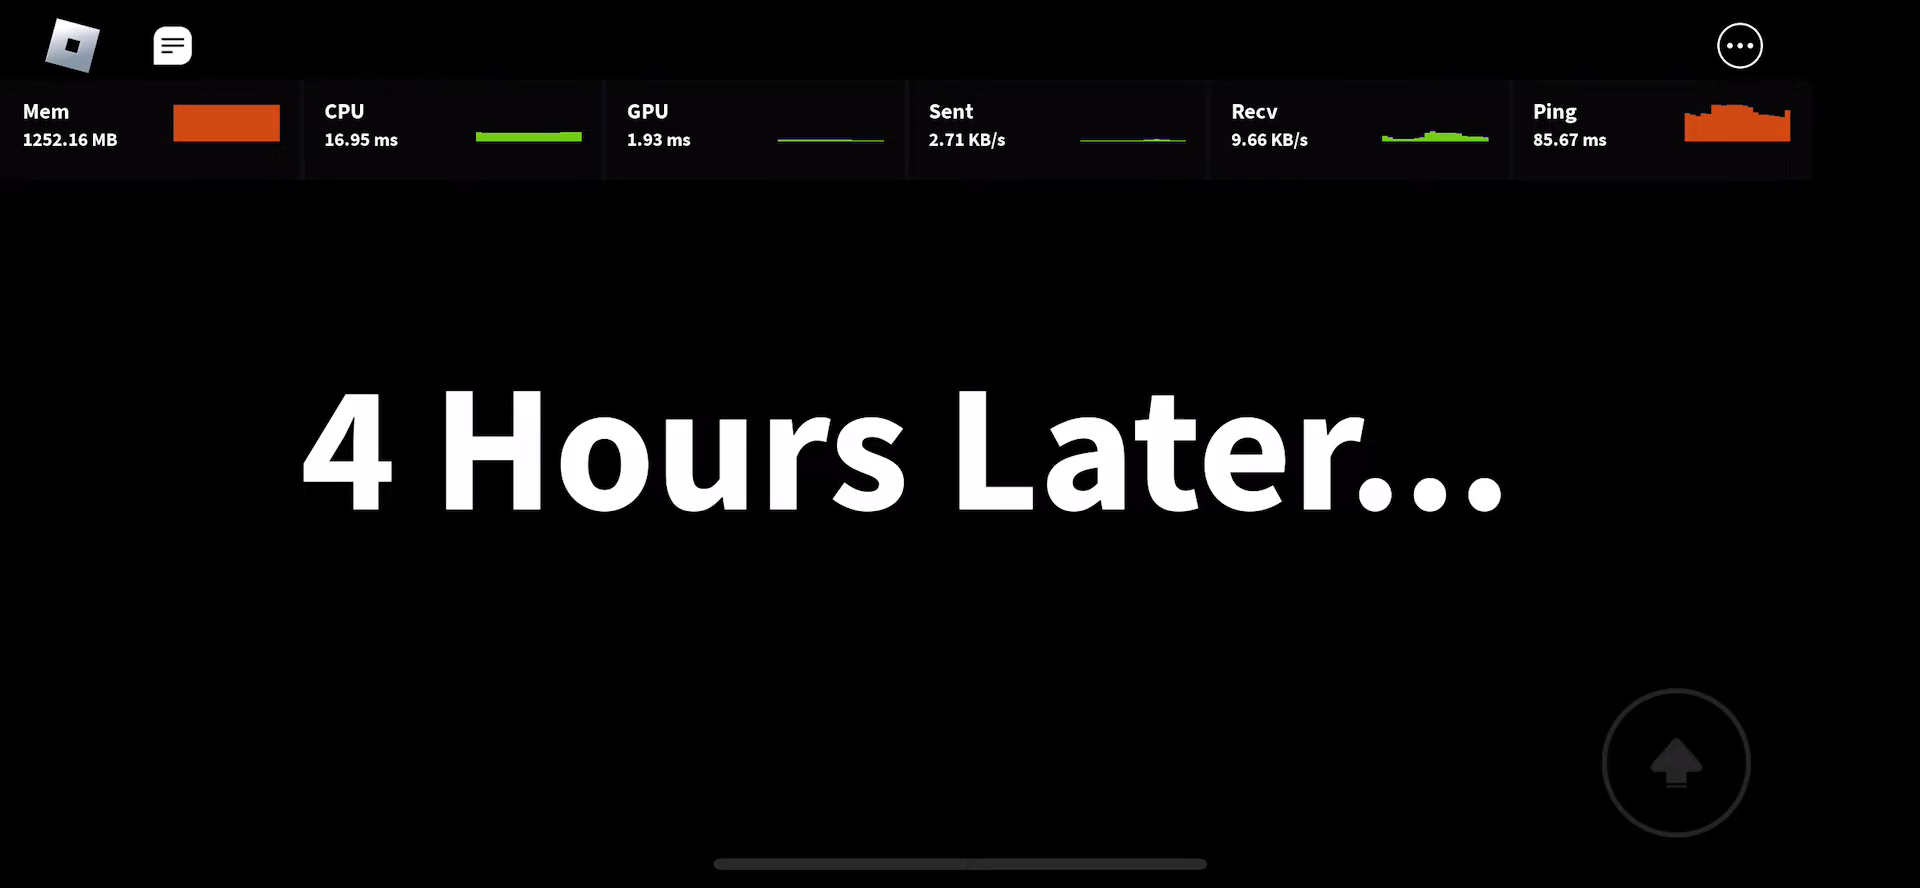 Mem
1252.16 MB
CPU
16.95 ms
GPU
1.93 ms
Sent
2.71 KB/s
Recv
9.66 KB/s
Ping
85.67 ms
4 Hours Later...